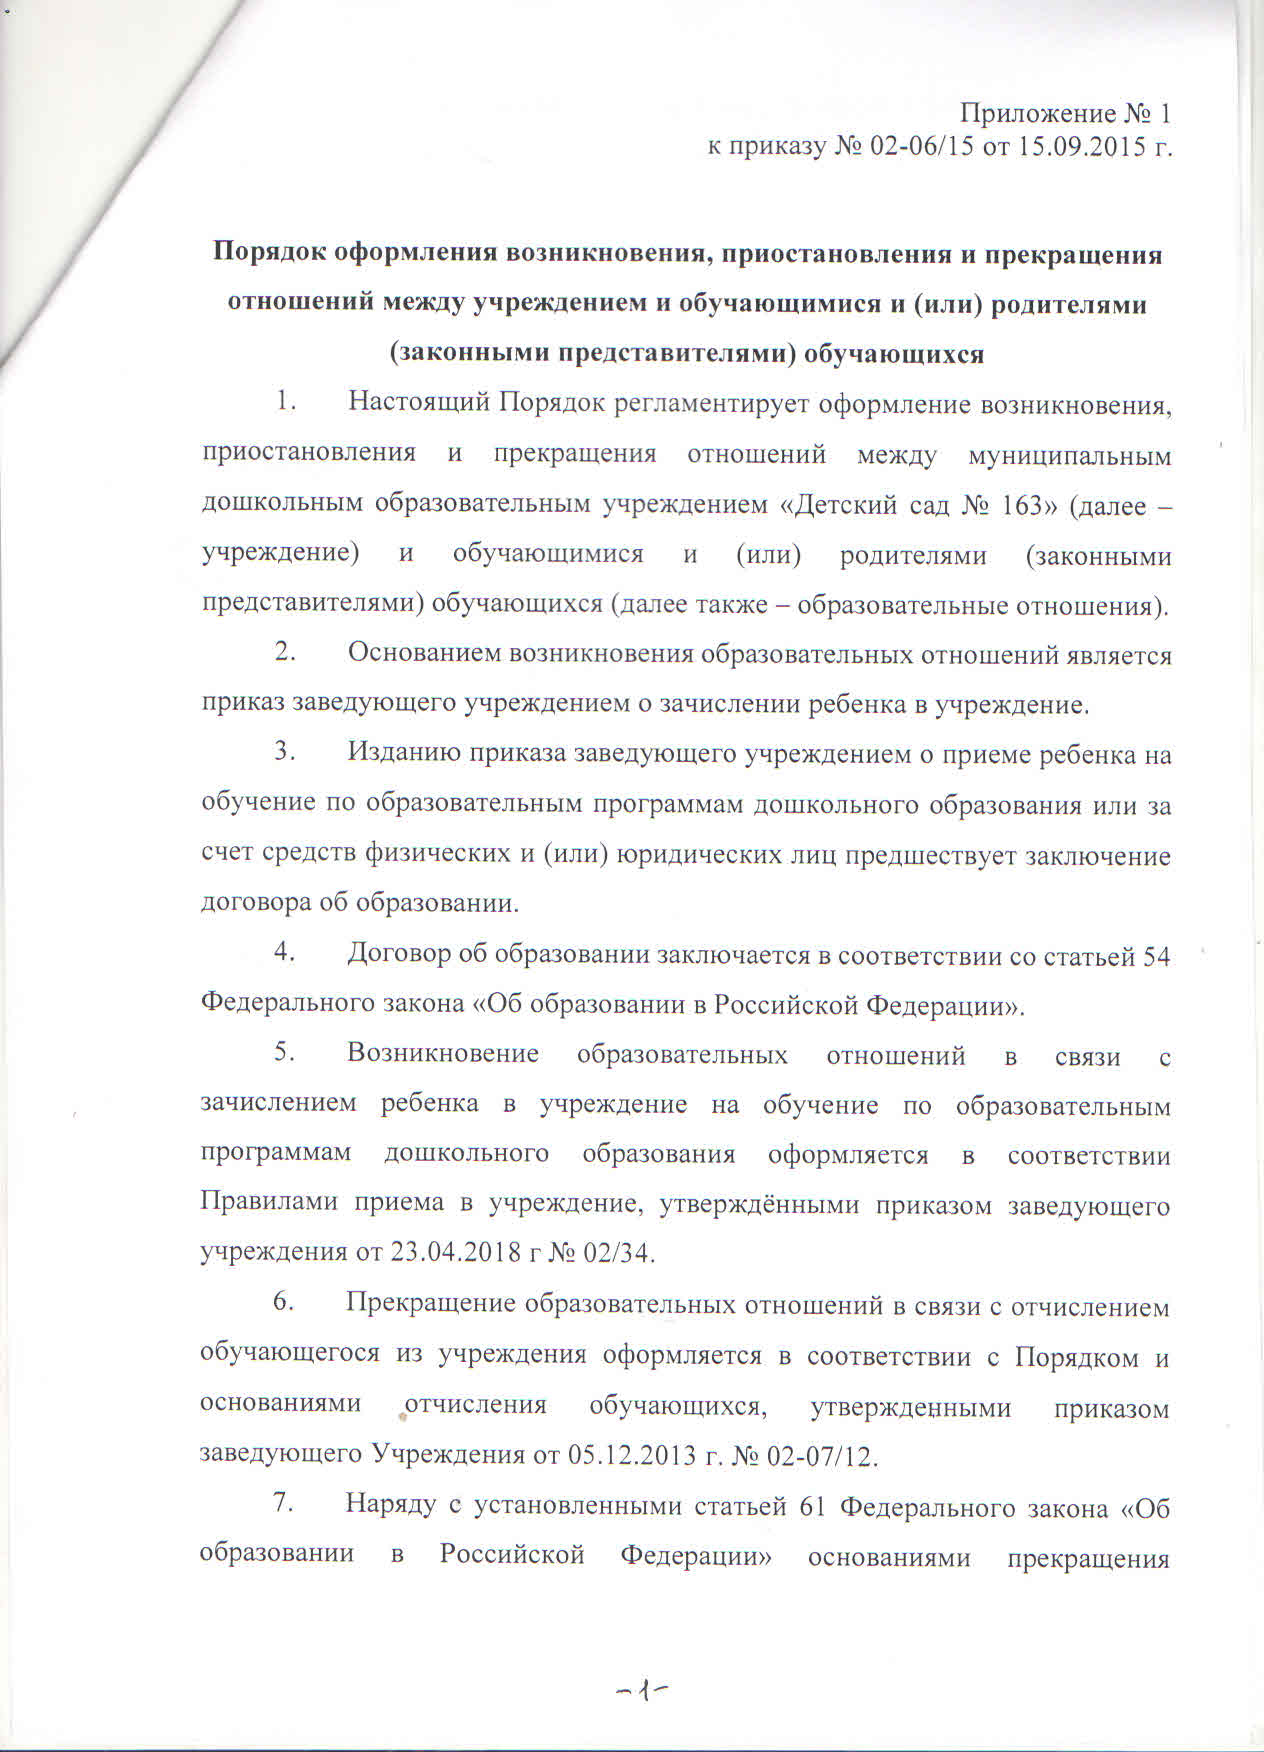 Приложение № 1
к приказу № 02-06/15 от 15.09.2015 г.
Порядок оформления возникновения, приостановления и прекращения
отношений между учреждением и обучающимися и (или) родителями
(законными представителями) обучающихся
1. Настоящий Порядок регламентирует оформление возникновения,
приостановления и прекращения отношений между муниципальным
дошкольным образовательным учреждением «Детский сад № 163» (далее –
учреждение) и обучающимися и (или) родителями (законными
представителями) обучающихся (далее также – образовательные отношения).
2. Основанием возникновения образовательных отношений является
приказ заведующего учреждением о зачислении ребенка в учреждение.
3. Изданию приказа заведующего учреждением о приеме ребенка на
обучение по образовательным программам дошкольного образования или за
счет средств физических и (или) юридических лиц предшествует заключение
договора об образовании.
4. Договор об образовании заключается в соответствии со статьей 54
Федерального закона «Об образовании в Российской Федерации».
5. Возникновение образовательных отношений в связи с
зачислением ребенка в учреждение на обучение по образовательным
программам дошкольного образования оформляется в соответствии
Правилами приема в учреждение, утверждёнными приказом заведующего
учреждения от 23.04.2018 г № 02/34.
6. Прекращение образовательных отношений в связи с отчислением
обучающегося из учреждения оформляется в соответствии с Порядком и
основаниями отчисления обучающихся, утвержденными приказом
заведующего Учреждения от 05.12.2013 г. № 02-07/12.
7. Наряду с установленными статьей 61 Федерального закона «Об
образовании в Российской Федерации» основаниями прекращения
-1-